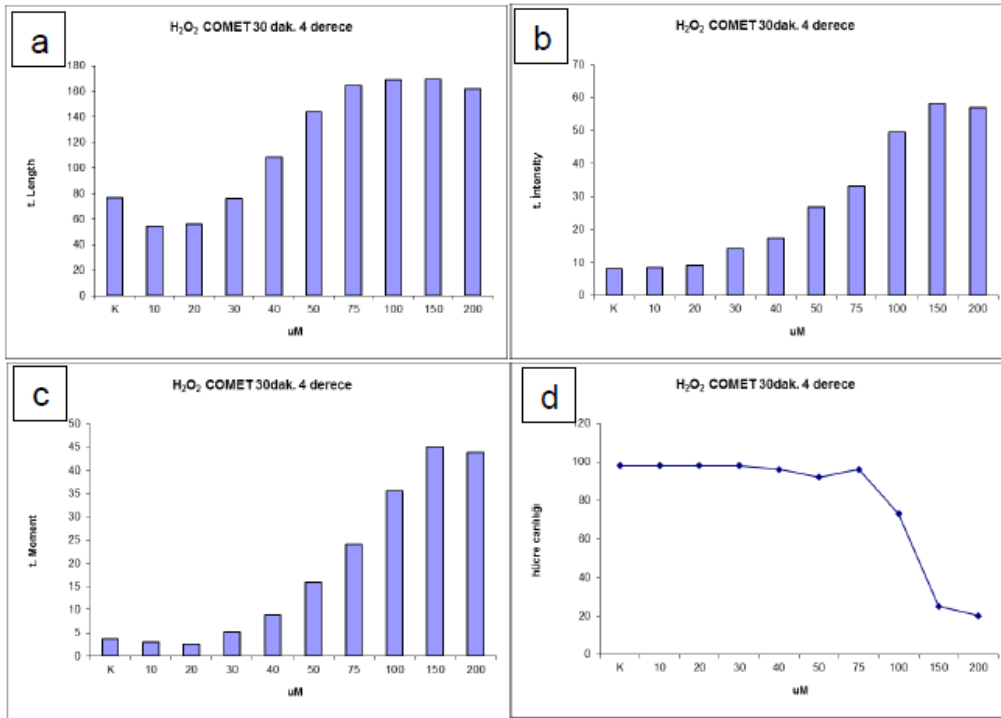 a
H₂O₂ COMET 30 dak. 4 derece
180
160
140
120
100
80
60
40
20
0
t. Length
K 10 20 30 40 50 75 100 150 200
uM
b
H₂O₂ COMET 30dak. 4 derece
70
60
50
40
30
20
10
0
t. İntensity
K 10 20 30 40 50 75 100 150 200
uM
c
H₂O₂ COMET 30dak. 4 derece
50
45
40
35
30
25
20
15
10
5
0
t. Moment
K 10 20 30 40 50 75 100 150 200
uM
d
H₂O₂ COMET 30dak. 4 derece
120
100
80
60
40
20
0
hücre canlılığı
K 10 20 30 40 50 75 100 150 200
uM